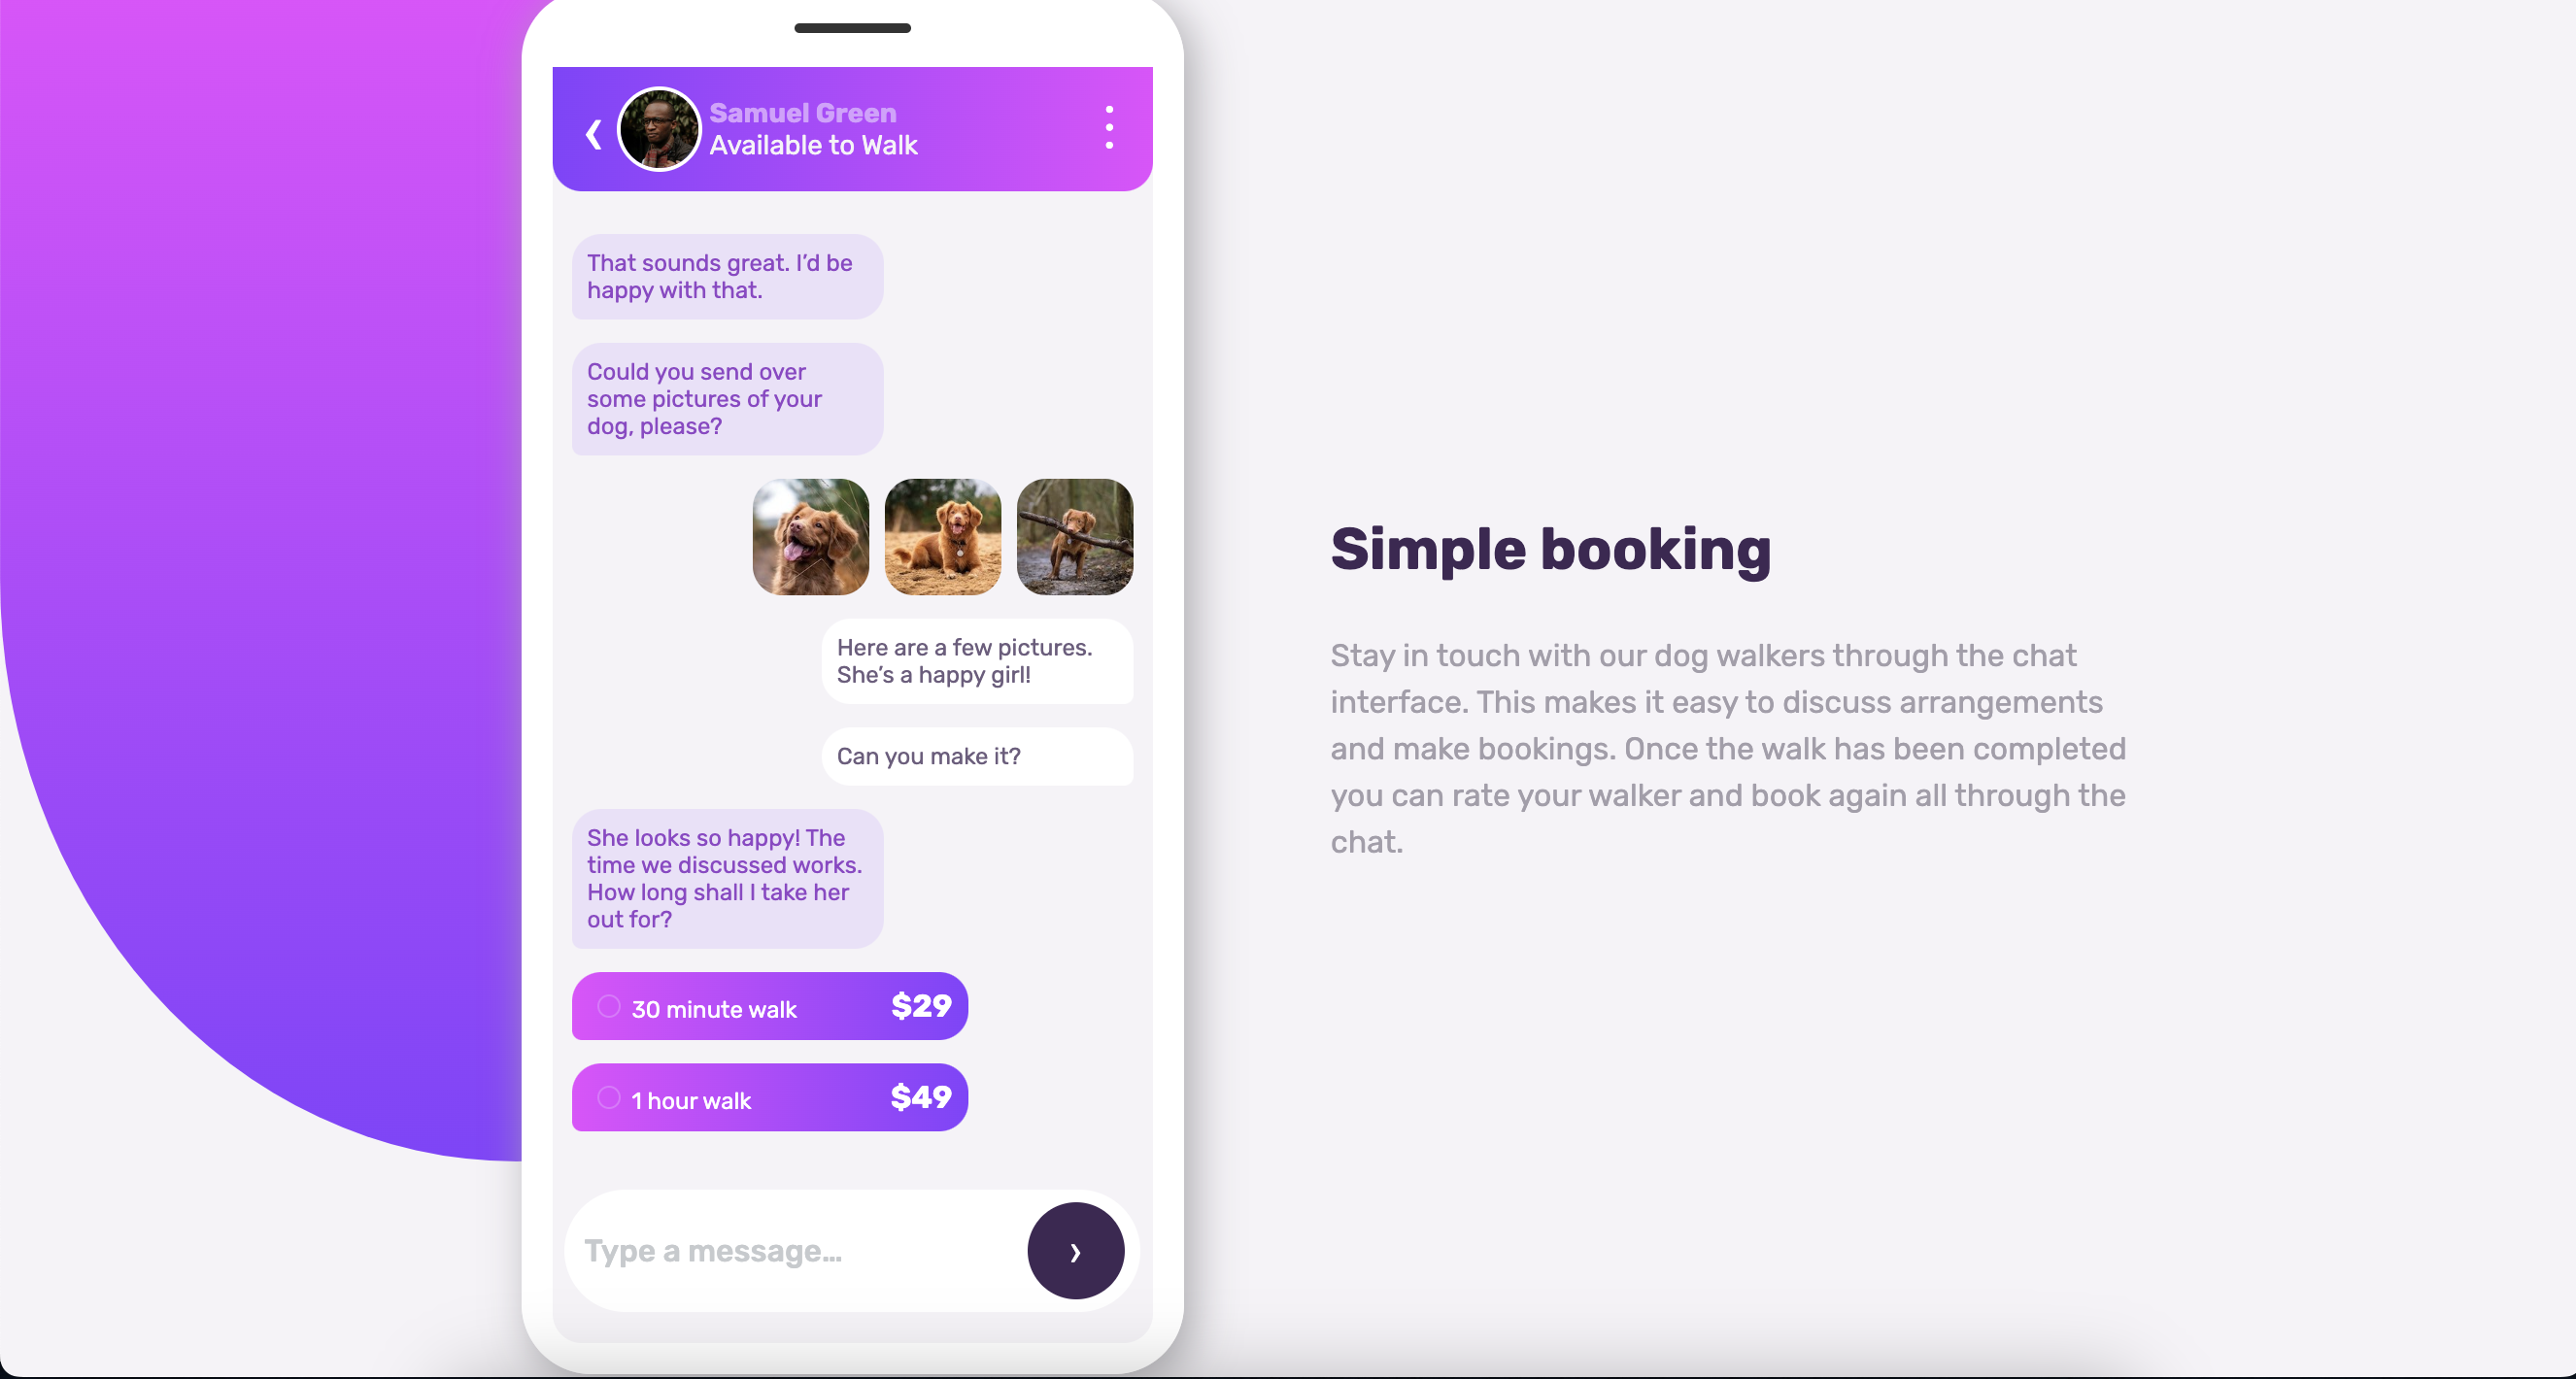 Samuel Green
Available to Walk
That sounds great. I’d be
happy with that.
Could you send over
some pictures of your
dog, please?
Here are a few pictures.
She’s a happy girl!
Can you make it?
She looks so happy! The
time we discussed works.
How long shall I take her
out for?
30 minute walk $29
1 hour walk $49
Type a message…
Simple booking
Stay in touch with our dog walkers through the chat
interface. This makes it easy to discuss arrangements
and make bookings. Once the walk has been completed
you can rate your walker and book again all through the
chat.